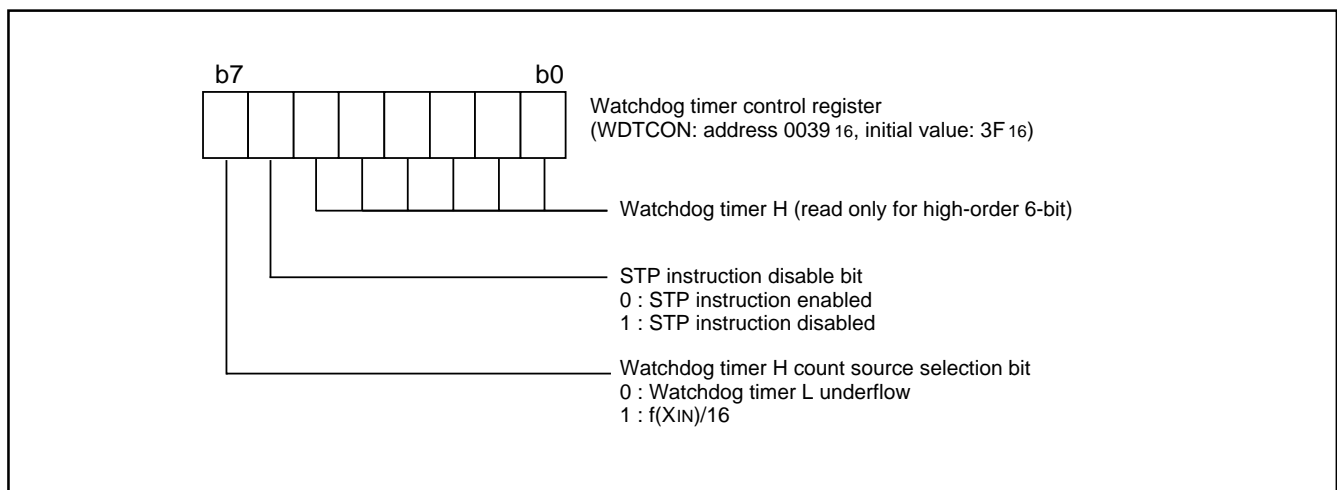 b7 b0
Watchdog timer control register
(WDTCON: address 0039 16, initial value: 3F 16)
Watchdog timer H (read only for high-order 6-bit)
STP instruction disable bit
0 : STP instruction enabled
1 : STP instruction disabled
Watchdog timer H count source selection bit
0 : Watchdog timer L underflow
1 : f(XIN)/16